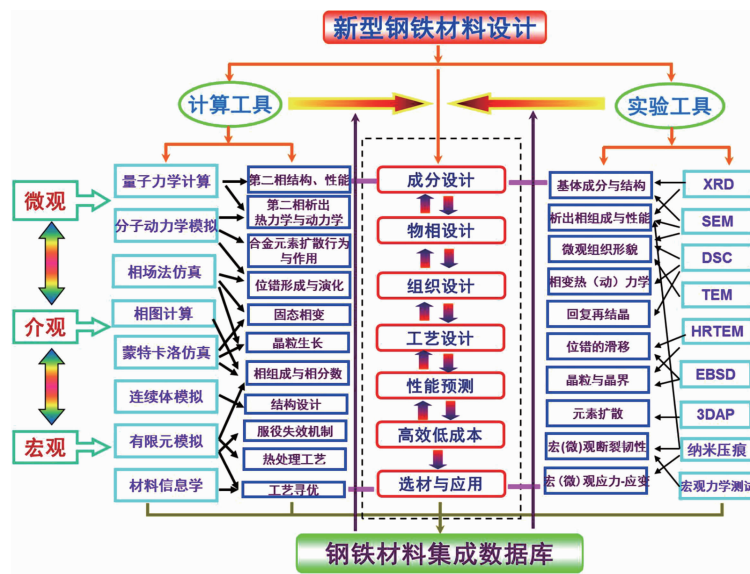 新型钢铁材料设计
计算工具
实验工具
微观
介观
宏观
量子力学计算
分子动力学模拟
相场法仿真
相图计算
蒙特卡洛仿真
连续体模拟
有限元模拟
材料信息学
第二相结构、性能
第二相析出
热力学与动力学
合金元素扩散行为
与作用
位错形成与演化
固态相变
晶粒生长
相组成与相分数
结构设计
服役失效机制
热处理工艺
工艺寻优
成分设计
物相设计
组织设计
工艺设计
性能预测
高效低成本
选材与应用
基体成分与结构
析出相组成与性能
微观组织形貌
相变热（动）力学
回复再结晶
位错的滑移
晶粒与晶界
元素扩散
宏(微)观断裂韧性
宏（微）观应力-应变
XRD
SEM
DSC
TEM
HRTEM
EBSD
3DAP
纳米压痕
宏观力学测试
钢铁材料集成数据库